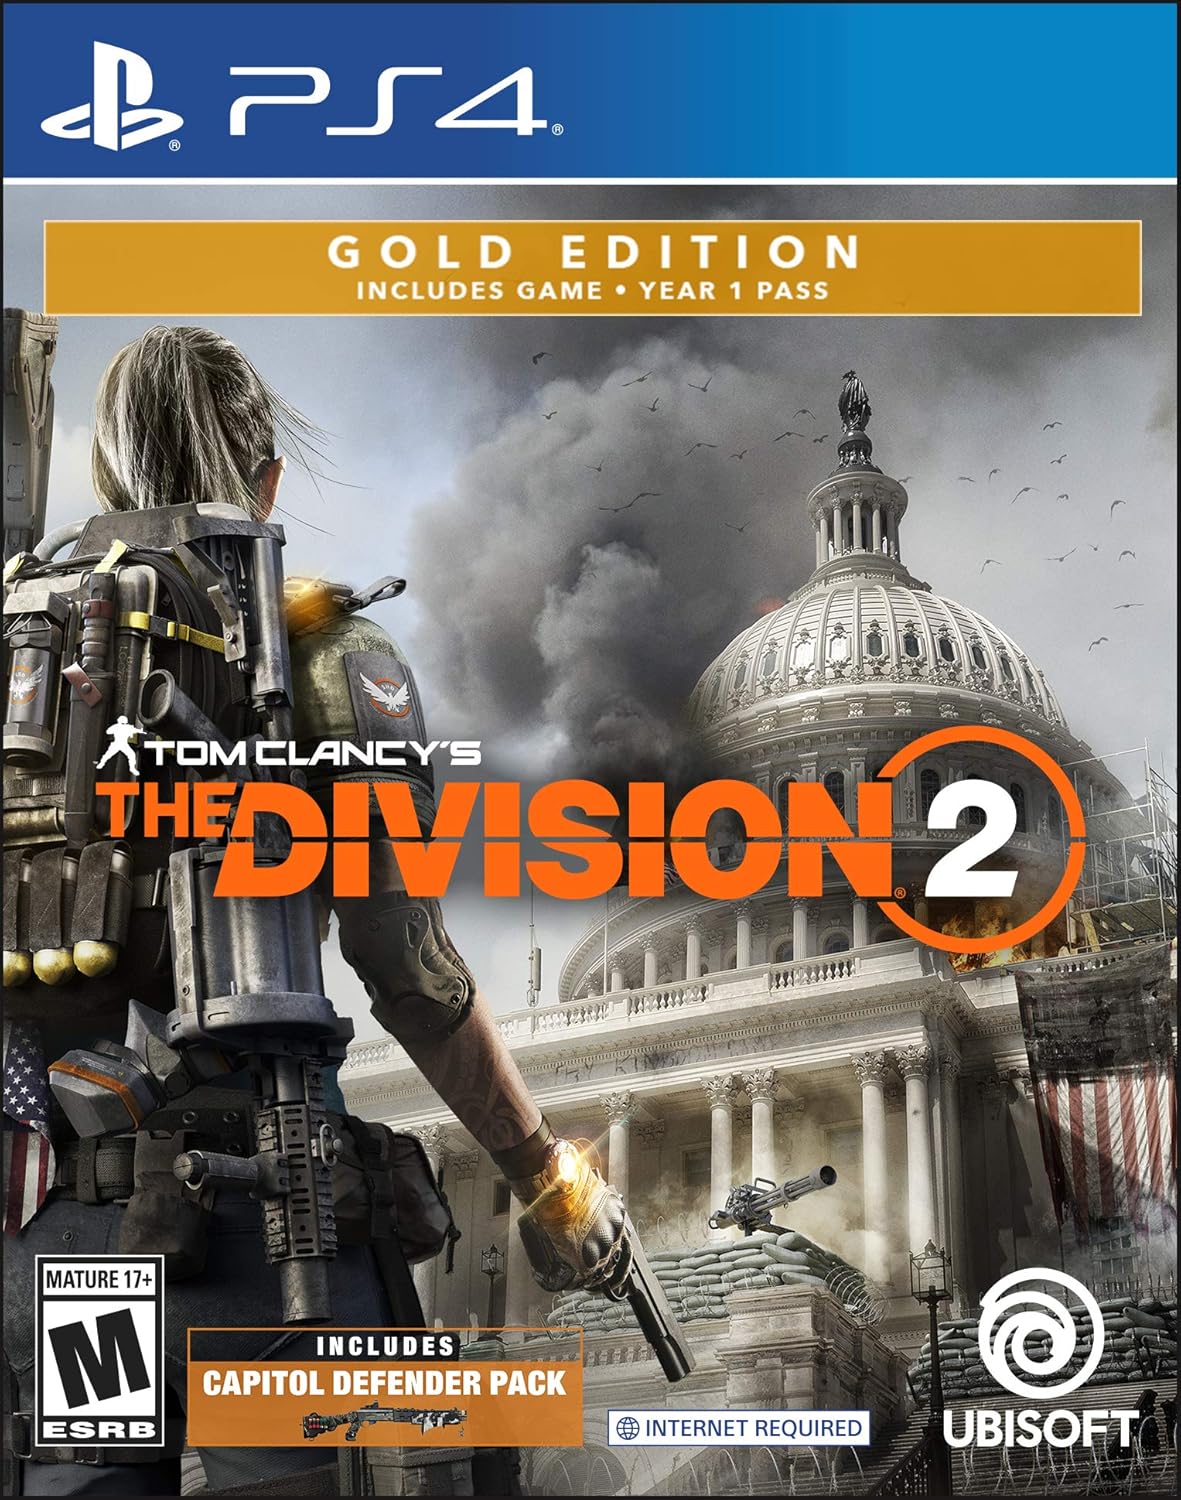 PS4®
GOLD EDITION
INCLUDES GAME • YEAR 1 PASS
TOM CLANCY'S
THE DIVISION® 2
MATURE 17+
M
ESRB
INCLUDES
CAPITOL DEFENDER PACK
INTERNET REQUIRED
UBISOFT